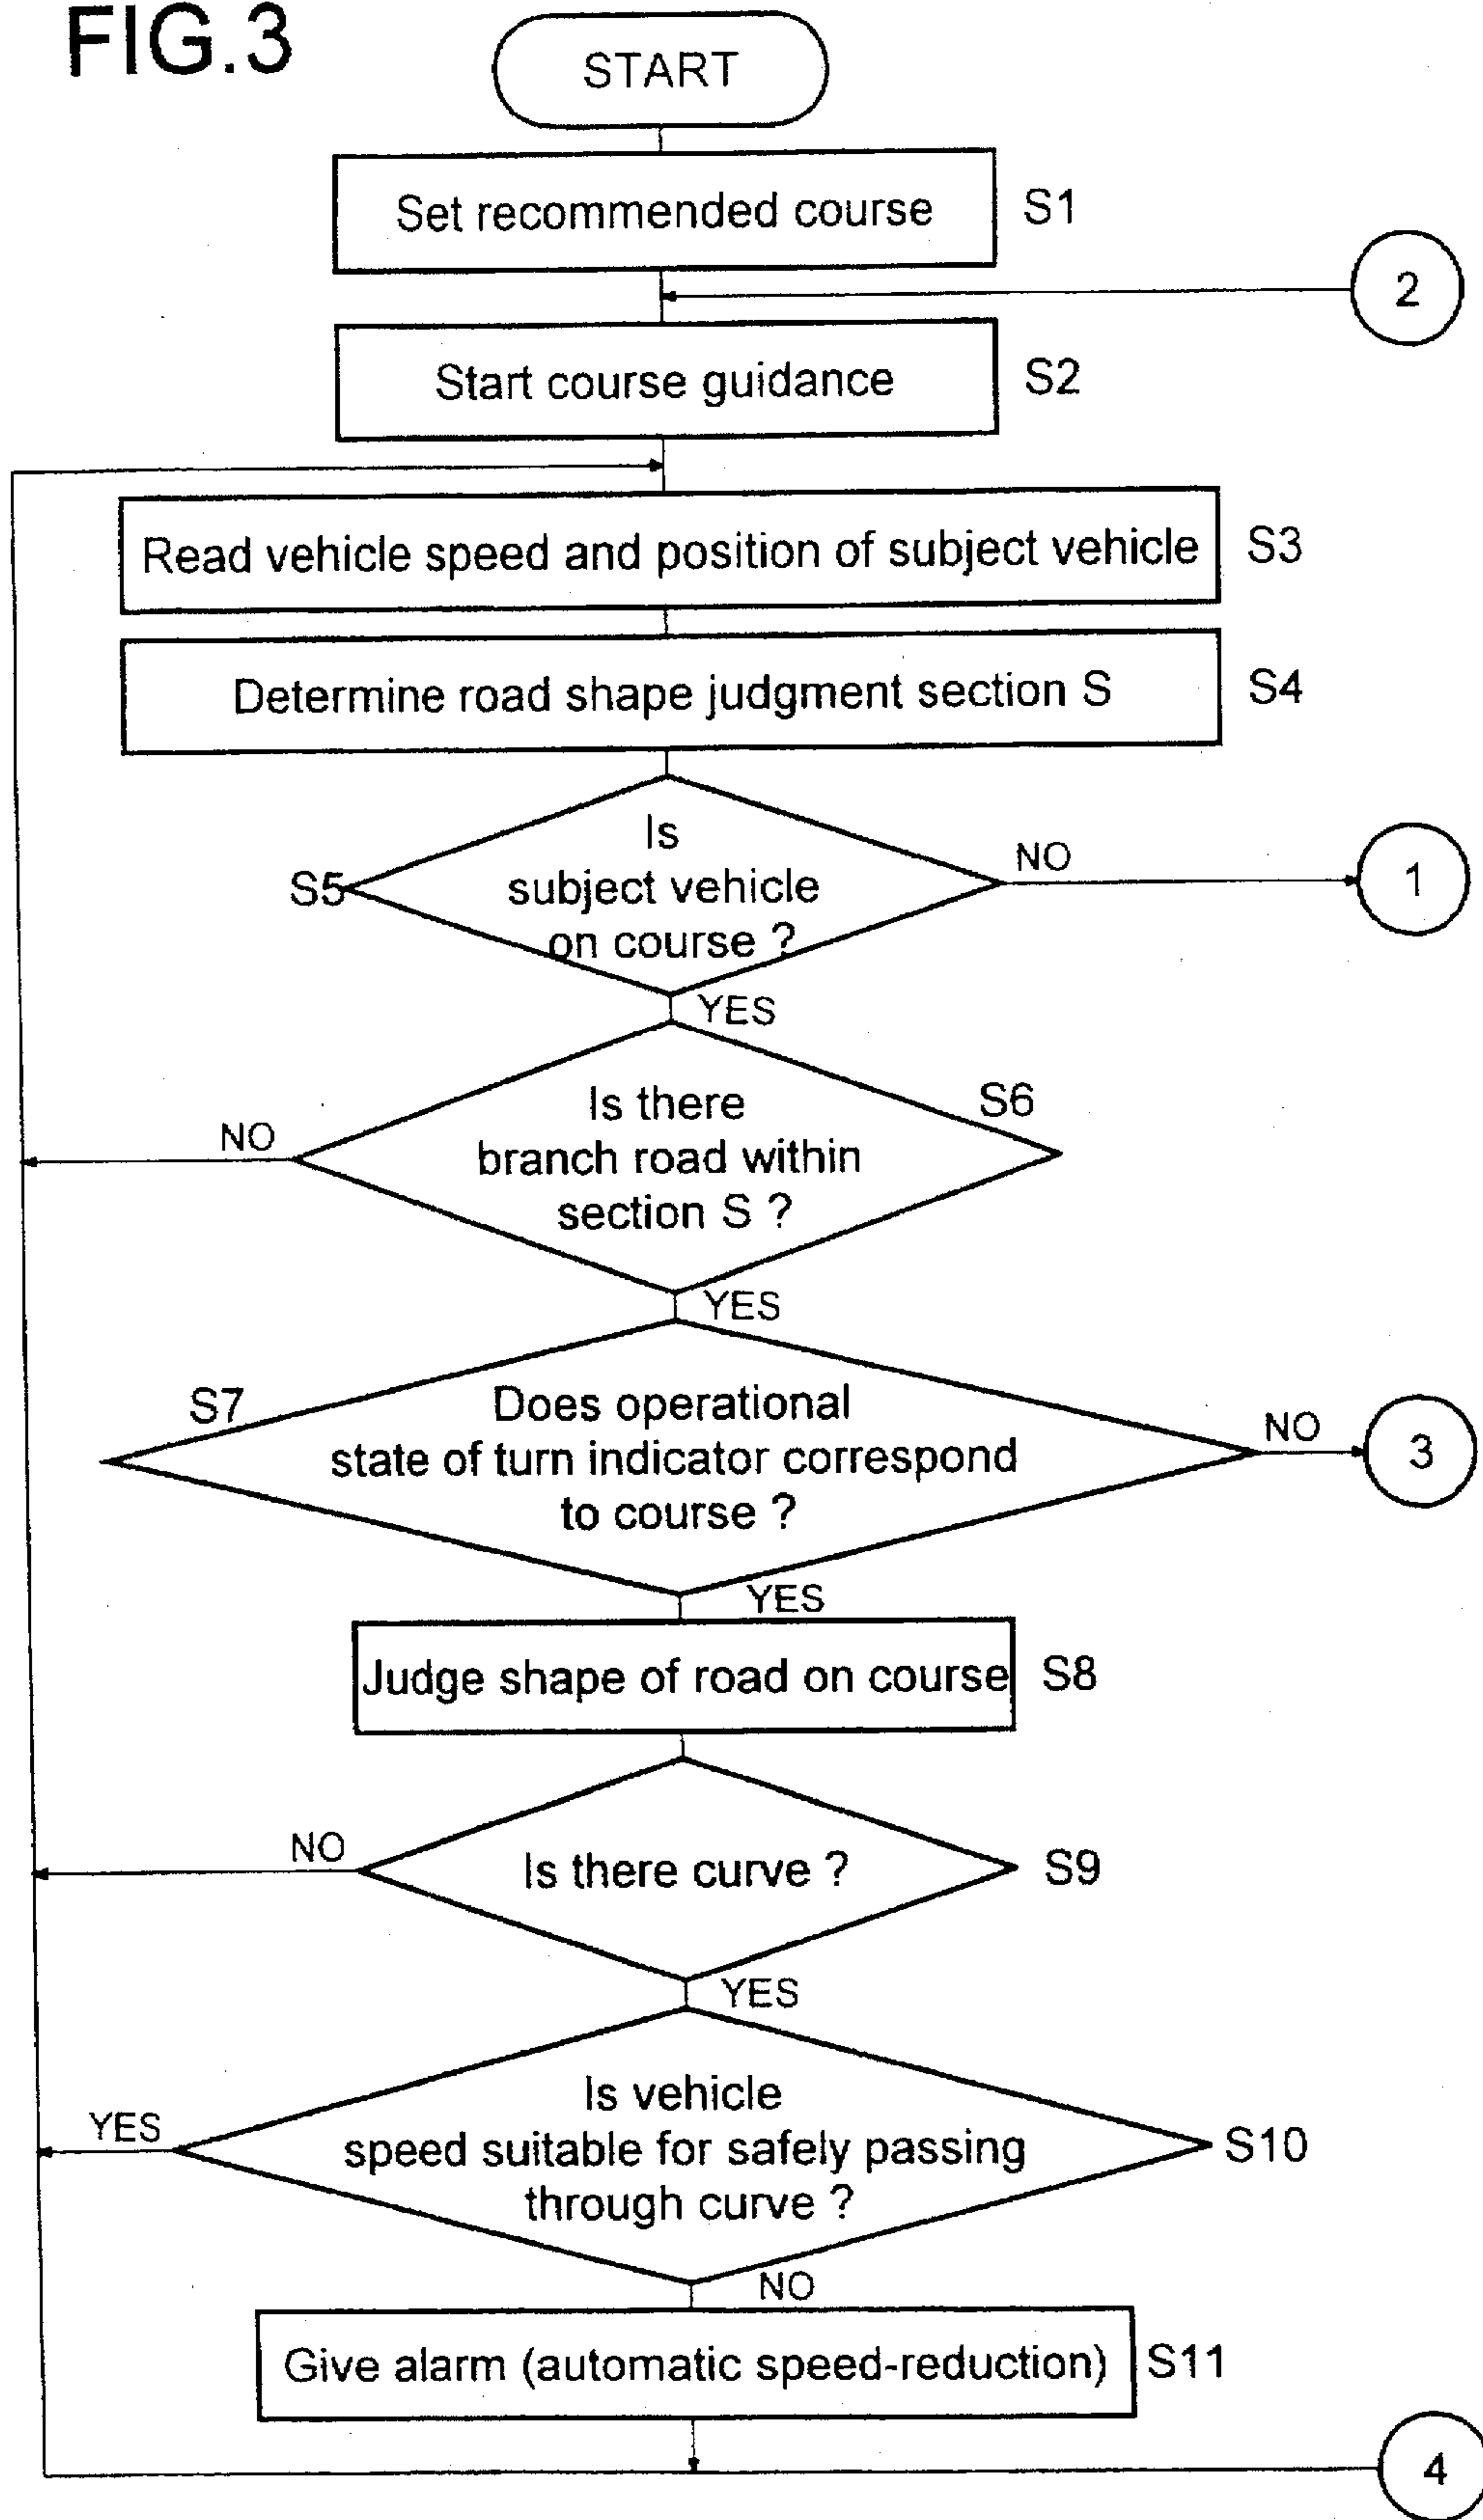 FIG.3
START
Set recommended course
S1
2
Start course guidance
S2
Read vehicle speed and position of subject vehicle
S3
Determine road shape judgment section S
S4
Is
subject vehicle
on course ?
S5
NO
1
YES
Is there
branch road within
section S ?
S6
NO
YES
S7
Does operational
state of turn indicator correspond
to course ?
NO
3
YES
Judge shape of road on course
S8
NO
Is there curve ?
S9
YES
Is vehicle
speed suitable for safely passing
through curve ?
YES
S10
NO
Give alarm (automatic speed-reduction)
S11
4